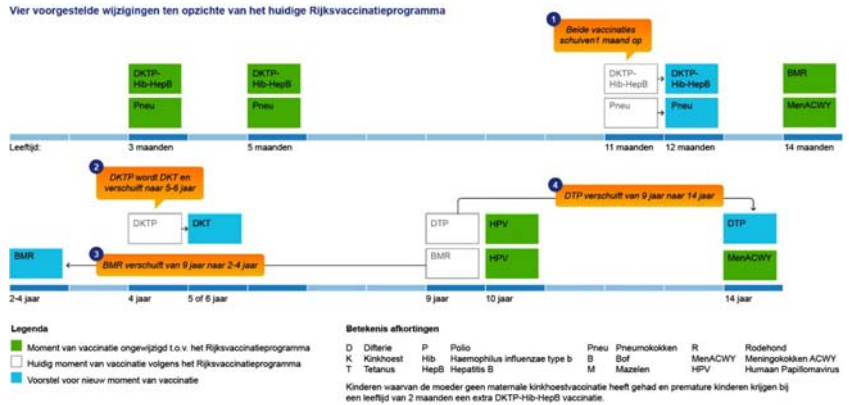 Vier voorgestelde wijzigingen ten opzichte van het huidige Rijksvaccinatieprogramma
1
Beide vaccinaties
schuiven1 maand op
DKTP-
Hib-HepB
DKTP-
Hib-HepB
DKTP-
Hib-HepB
DKTP-
Hib-HepB
BMR
Pneu
Pneu
Pneu
Pneu
MenACWY
Leeftijd:
3 maanden
5 maanden
11 maanden
12 maanden
14 maanden
2
DKTP wordt DKT en
verschuift naar 5-6 jaar
4
DTP verschuift van 9 jaar naar 14 jaar
DKTP
DKT
DTP
HPV
DTP
BMR
3
BMR verschuift van 9 jaar naar 2-4 jaar
BMR
HPV
MenACWY
2-4 jaar
4 jaar
5 of 6 jaar
9 jaar
10 jaar
14 jaar
Legenda
Moment van vaccinatie ongewijzigd t.o.v. het Rijksvaccinatieprogramma
Huidig moment van vaccinatie volgens het Rijksvaccinatieprogramma
Voorstel voor nieuw moment van vaccinatie
Betekenis afkortingen
D Difterie P Polio Pneu Pneumokokken R Rodehond
K Kinkhoest Hib Haemophilus influenzae type b B Bof MenACWY Meningokokken ACWY
T Tetanus HepB Hepatitis B M Mazelen HPV Humaan Papillomavirus
Kinderen waarvan de moeder geen maternale kinkhoestvaccinatie heeft gehad en premature kinderen krijgen bij
een leeftijd van 2 maanden een extra DKTP-Hib-HepB vaccinatie.